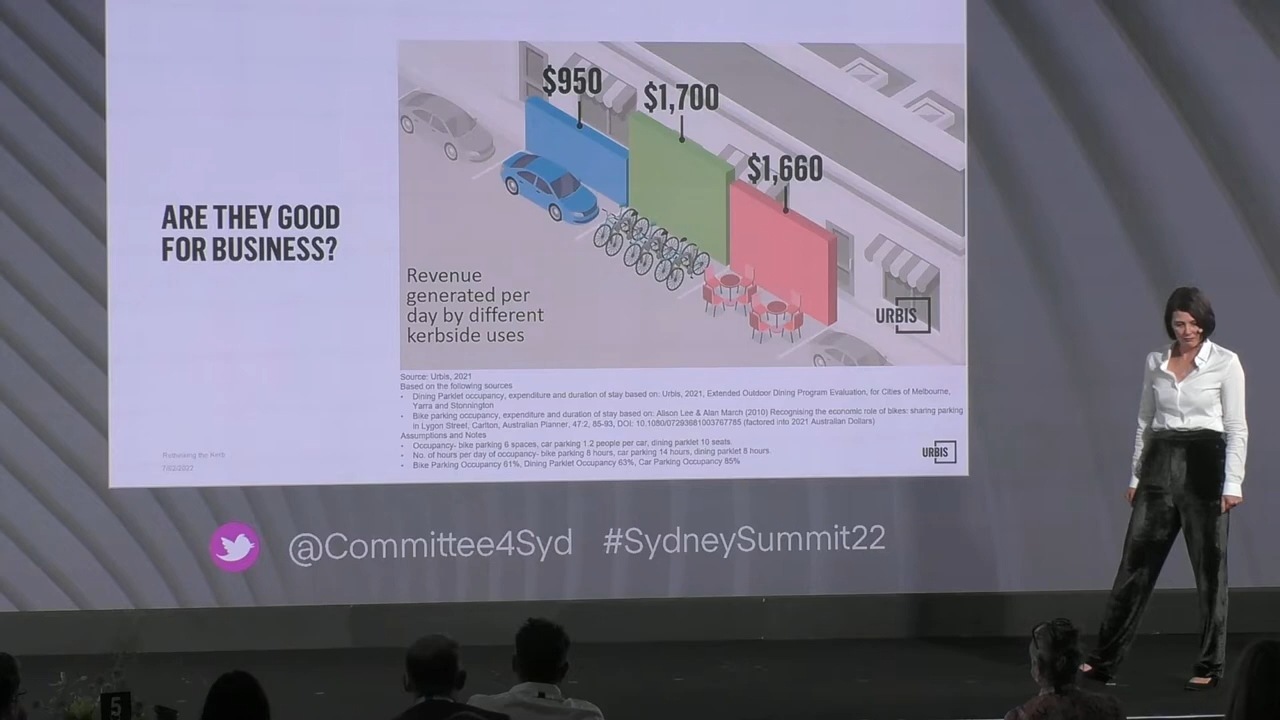 $950
$1,700
$1,660
ARE THEY GOOD
FOR BUSINESS?
Revenue
generated per
day by different
kerbside uses
URBIS
Source: Urbis, 2021
Based on the following sources
• Dining Parklet occupancy, expenditure and duration of stay based on: Urbis, 2021, Extended Outdoor Dining Program Evaluation, for Cities of Melbourne,
Yarra and Stonnington
• Bike parking occupancy, expenditure and duration of stay based on: Alison Lee & Alan March (2010) Recognising the economic role of bikes: sharing parking
in Lygon Street, Carlton, Australian Planner, 47:2, 85-93, DOI: 10.1080/07293681003767785 (factored into 2021 Australian Dollars)
Assumptions and Notes
• Occupancy- bike parking 6 spaces, car parking 1.2 people per car, dining parklet 10 seats.
• No. of hours per day of occupancy- bike parking 8 hours, car parking 14 hours, dining parklet 8 hours.
• Bike Parking Occupancy 61%, Dining Parklet Occupancy 63%, Car Parking Occupancy 85%
Rethinking the Kerb
7/02/2022
URBIS
@Committee4Syd #SydneySummit22
5